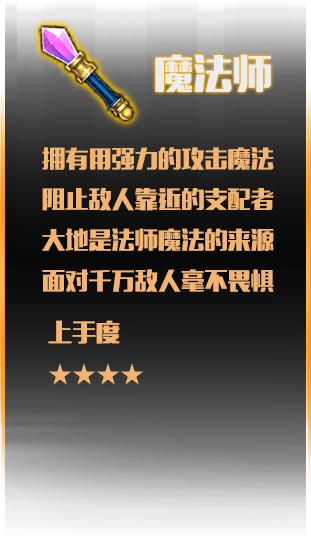 魔法师
拥有用强力的攻击魔法
阻止敌人靠近的支配者
大地是法师魔法的来源
面对千万敌人毫不畏惧
上手度
★★★★